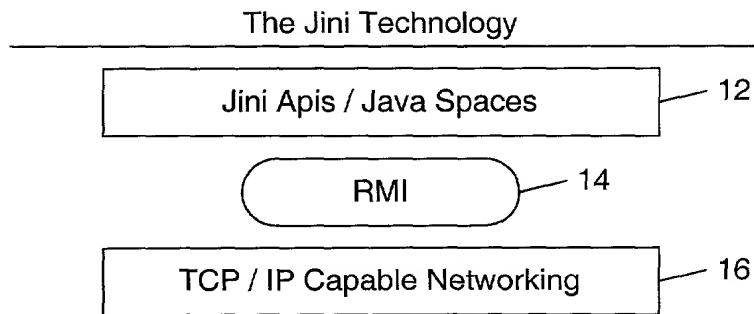 The Jini Technology
Jini Apis / Java Spaces
12
RMI
14
TCP / IP Capable Networking
16